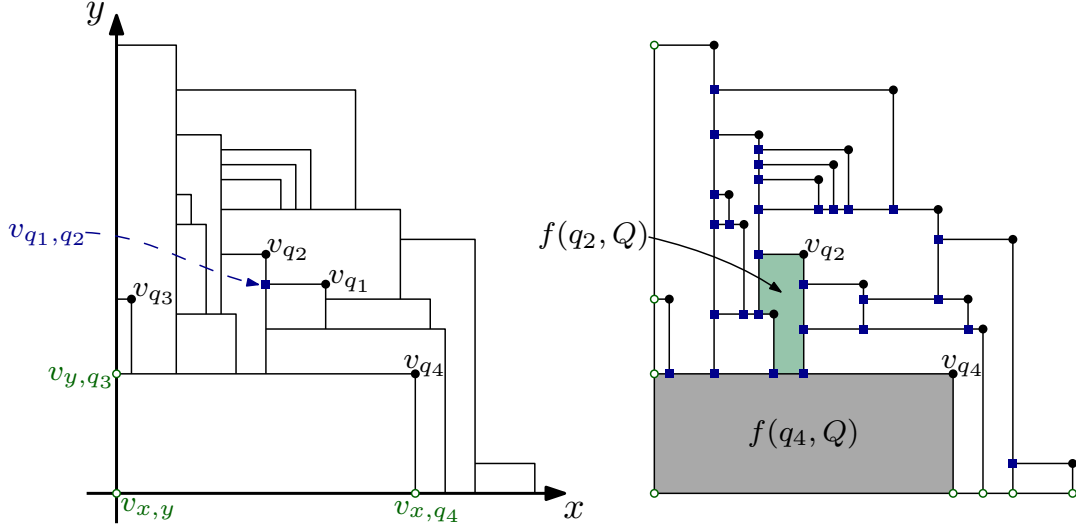 y
v_{q_1,q_2}
v_{q_2}
v_{q_1}
v_{q_3}
v_{y,q_3}
v_{q_4}
v_{x,y}
v_{x,q_4}
x
f(q_2, Q)
v_{q_2}
v_{q_4}
f(q_4, Q)